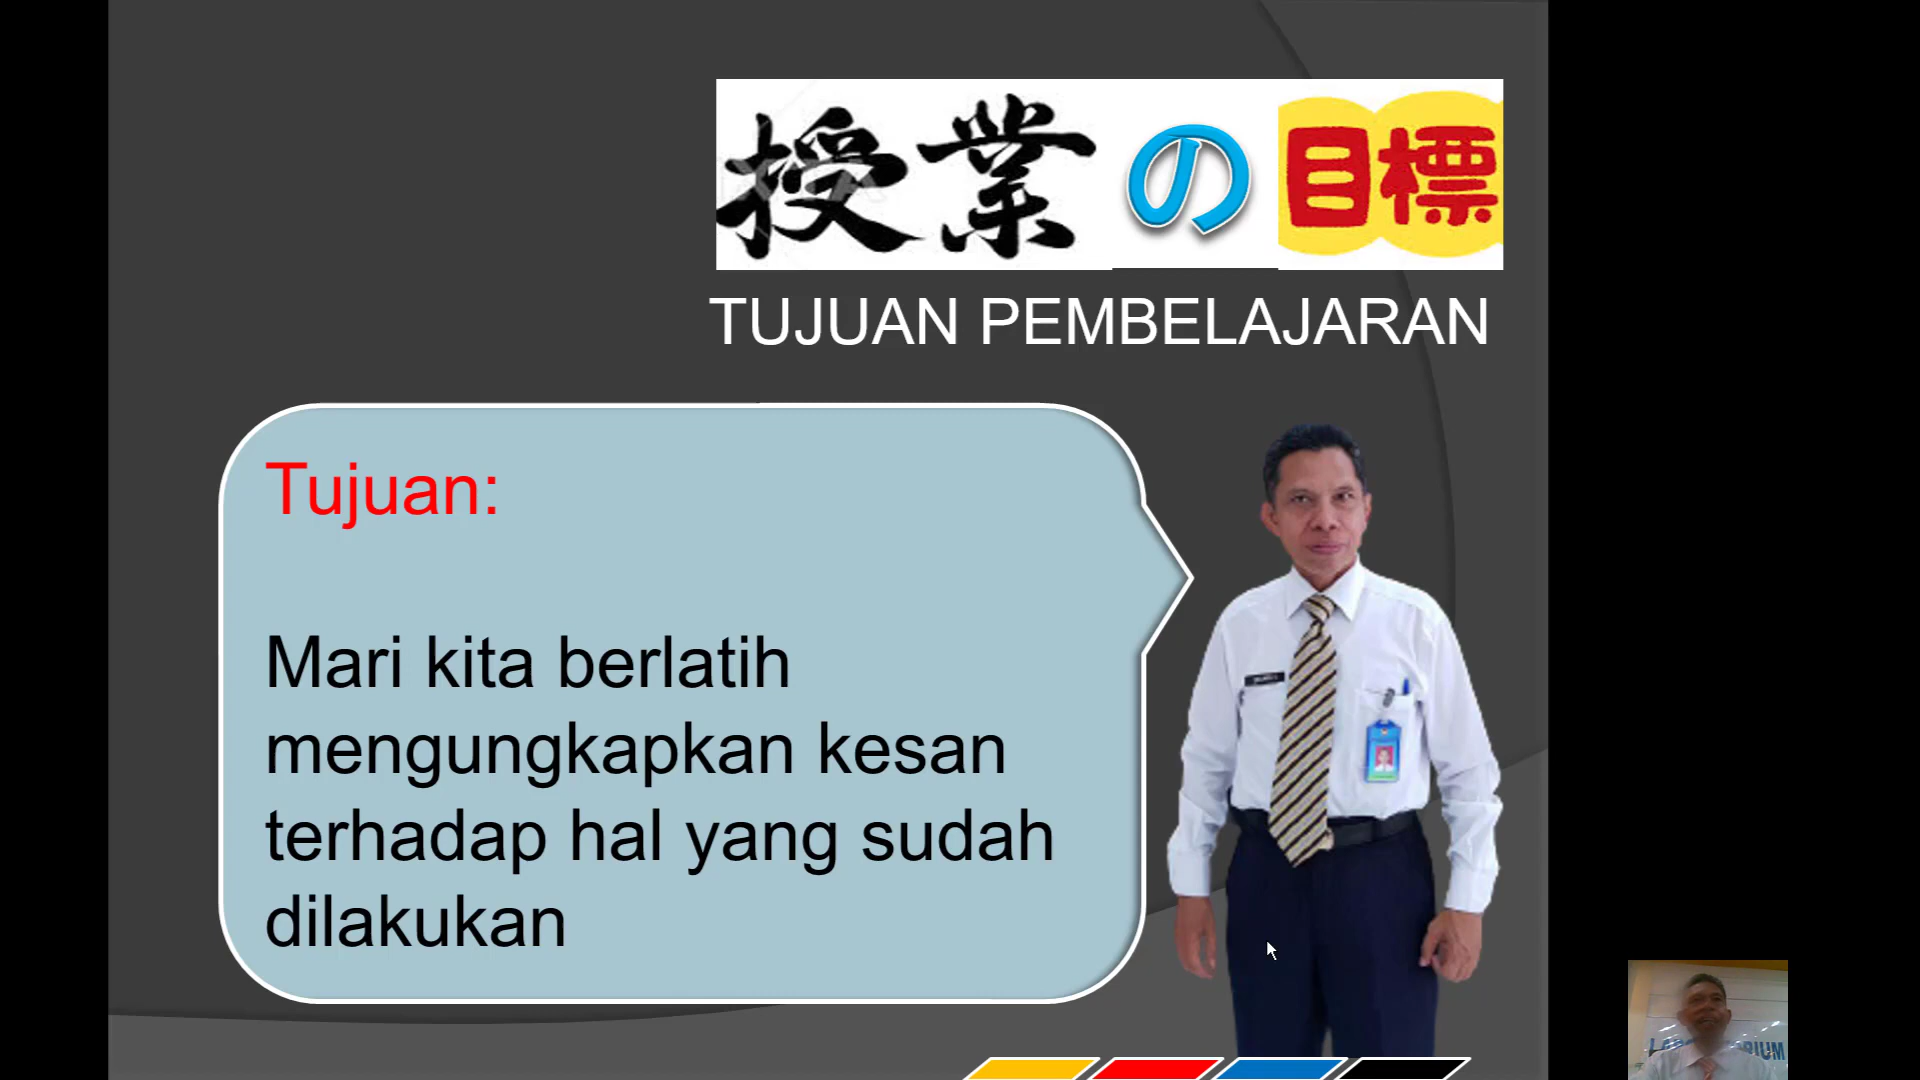 授業の目標
TUJUAN PEMBELAJARAN
Tujuan:
Mari kita berlatih
mengungkapkan kesan
terhadap hal yang sudah
dilakukan